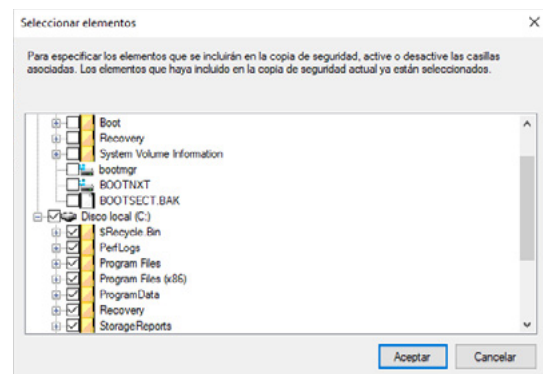 Seleccionar elementos
Para especificar los elementos que se incluirán en la copia de seguridad, active o desactive las casillas
asociadas. Los elementos que haya incluido en la copia de seguridad actual ya están seleccionados.
Boot
Recovery
System Volume Information
bootmgr
BOOTNXT
BOOTSECT.BAK
Disco local (C:)
$Recycle.Bin
PerfLogs
Program Files
Program Files (x86)
ProgramData
Recovery
StorageReports
Aceptar
Cancelar